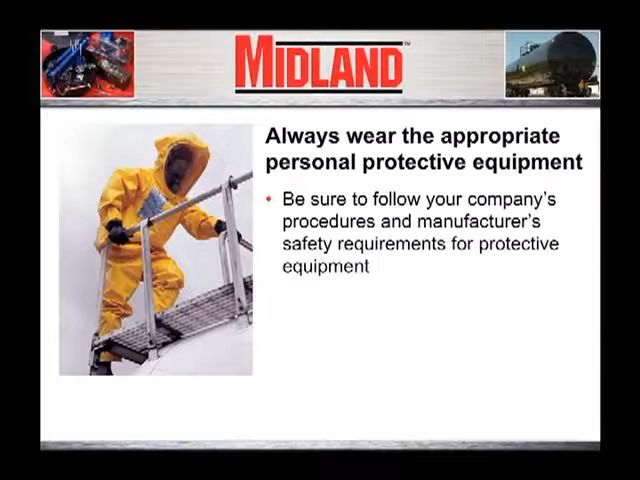 MIDLAND™
Always wear the appropriate
personal protective equipment
• Be sure to follow your company's
procedures and manufacturer's
safety requirements for protective
equipment